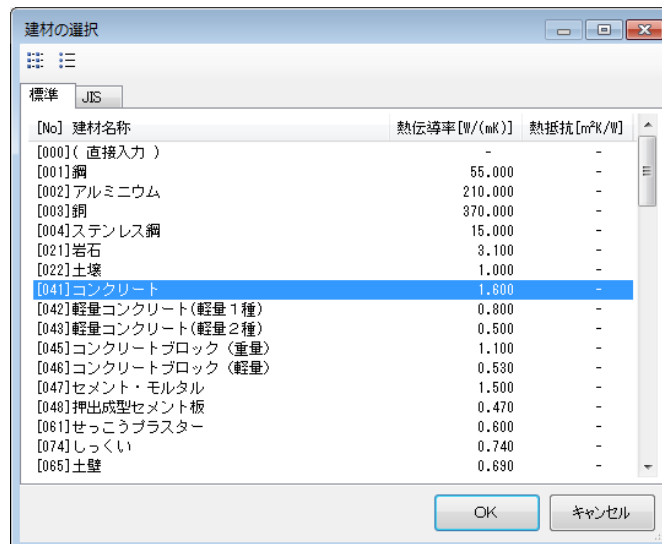 建材の選択
標準 JIS
[No] 建材名称 熱伝導率[W/(mK)] 熱抵抗[m²K/W]
[000]( 直接入力 ) - -
[001]鋼 55.000 -
[002]アルミニウム 210.000 -
[003]銅 370.000 -
[004]ステンレス鋼 15.000 -
[021]岩石 3.100 -
[022]土壌 1.000 -
[041]コンクリート 1.600 -
[042]軽量コンクリート(軽量1種) 0.800 -
[043]軽量コンクリート(軽量2種) 0.500 -
[045]コンクリートブロック（重量） 1.100 -
[046]コンクリートブロック（軽量） 0.530 -
[047]セメント・モルタル 1.500 -
[048]押出成型セメント板 0.470 -
[061]せっこうプラスター 0.600 -
[074]しっくい 0.740 -
[065]土壁 0.690 -
OK キャンセル